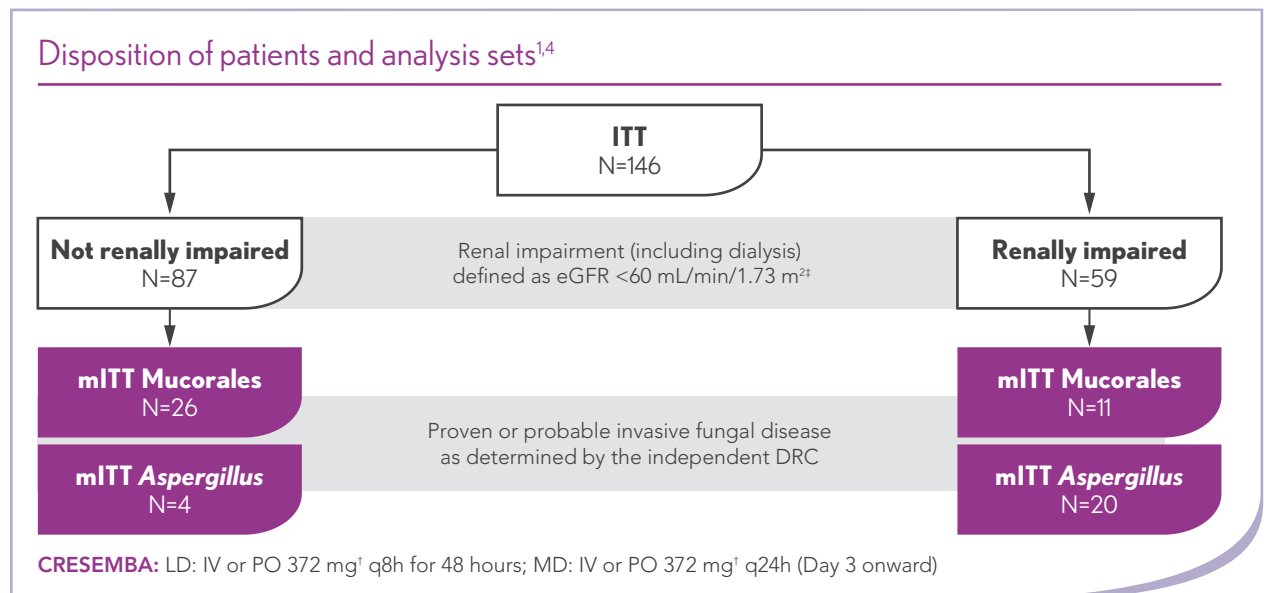 Disposition of patients and analysis sets1,4
ITT
N=146
Not renally impaired
N=87
Renal impairment (including dialysis)
defined as eGFR <60 mL/min/1.73 m2‡
Renally impaired
N=59
mITT Mucorales
N=26
mITT Aspergillus
N=4
Proven or probable invasive fungal disease
as determined by the independent DRC
mITT Mucorales
N=11
mITT Aspergillus
N=20
CRESEMBA: LD: IV or PO 372 mg† q8h for 48 hours; MD: IV or PO 372 mg† q24h (Day 3 onward)